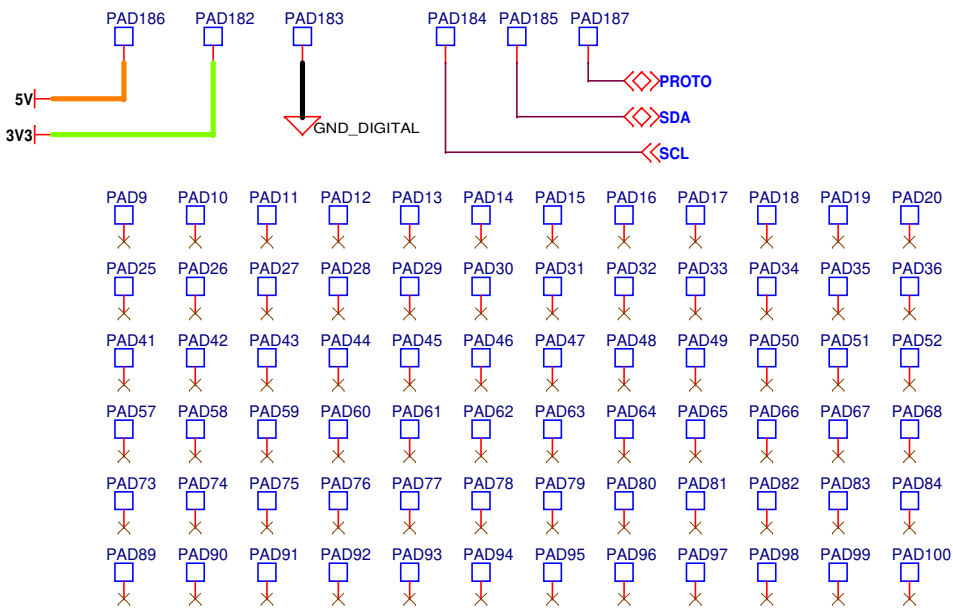 PAD186 PAD182 PAD183 PAD184 PAD185 PAD187
PROTO
5V
SDA
GND_DIGITAL
3V3
SCL
PAD9 PAD10 PAD11 PAD12 PAD13 PAD14 PAD15 PAD16 PAD17 PAD18 PAD19 PAD20
PAD25 PAD26 PAD27 PAD28 PAD29 PAD30 PAD31 PAD32 PAD33 PAD34 PAD35 PAD36
PAD41 PAD42 PAD43 PAD44 PAD45 PAD46 PAD47 PAD48 PAD49 PAD50 PAD51 PAD52
PAD57 PAD58 PAD59 PAD60 PAD61 PAD62 PAD63 PAD64 PAD65 PAD66 PAD67 PAD68
PAD73 PAD74 PAD75 PAD76 PAD77 PAD78 PAD79 PAD80 PAD81 PAD82 PAD83 PAD84
PAD89 PAD90 PAD91 PAD92 PAD93 PAD94 PAD95 PAD96 PAD97 PAD98 PAD99 PAD100